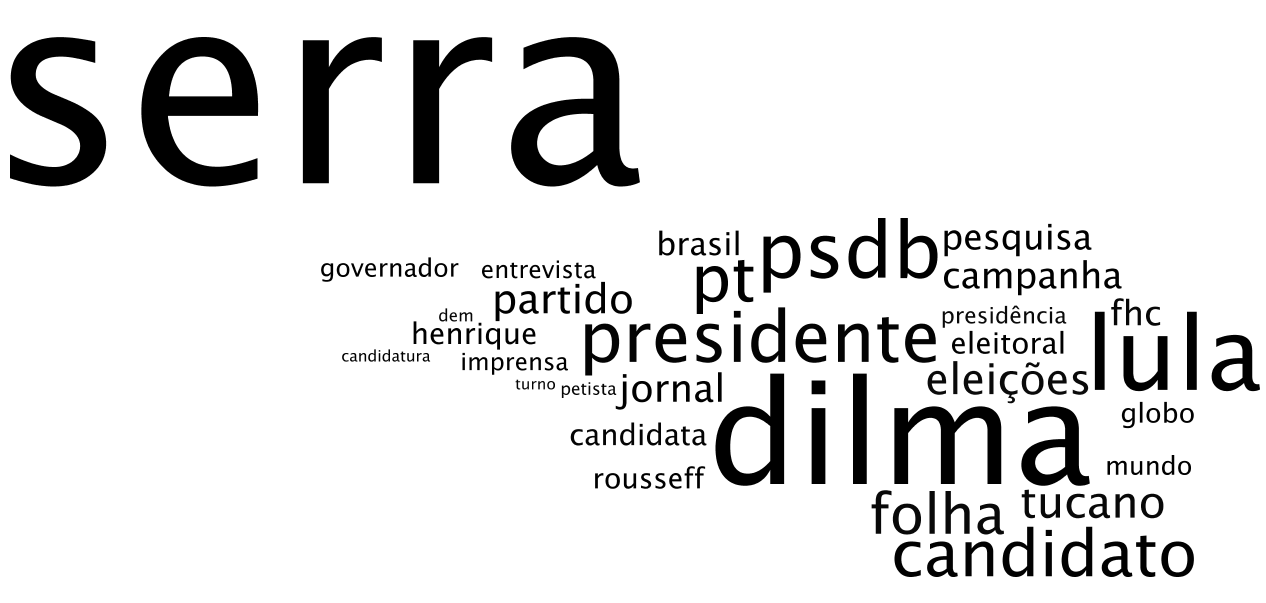 serra
brasil
psdb
pesquisa
governador
entrevista
pt
campanha
partido
dem
presidência
fhc
henrique
presidente
eleitoral
lula
candidatura
imprensa
eleições
turno
petista
jornal
dilma
globo
candidata
mundo
rousseff
folha
tucano
candidato